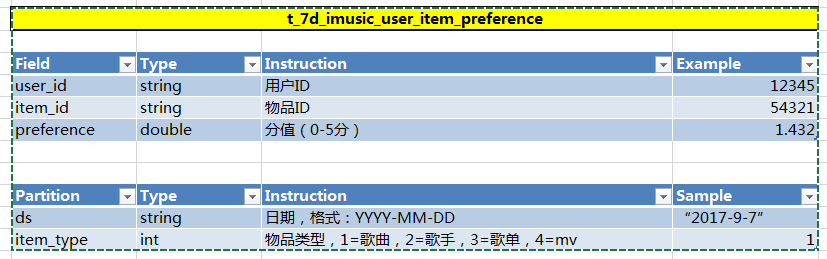 t_7d_imusic_user_item_preference
Field Type Instruction Example
user_id string 用户ID 12345
item_id string 物品ID 54321
preference double 分值（0-5分） 1.432
Partition Type Instruction Sample
ds string 日期，格式：YYYY-MM-DD “2017-9-7”
item_type int 物品类型，1=歌曲，2=歌手，3=歌单，4=mv 1